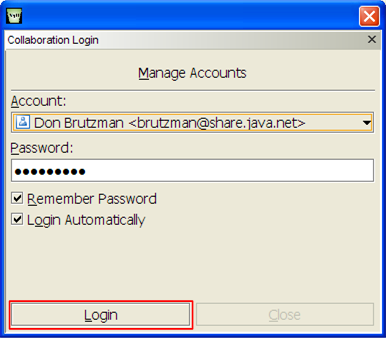 Collaboration Login
Manage Accounts
Account:
Don Brutzman <brutzman@share.java.net>
Password:
●●●●●●●●●
Remember Password
Login Automatically
Login
Close